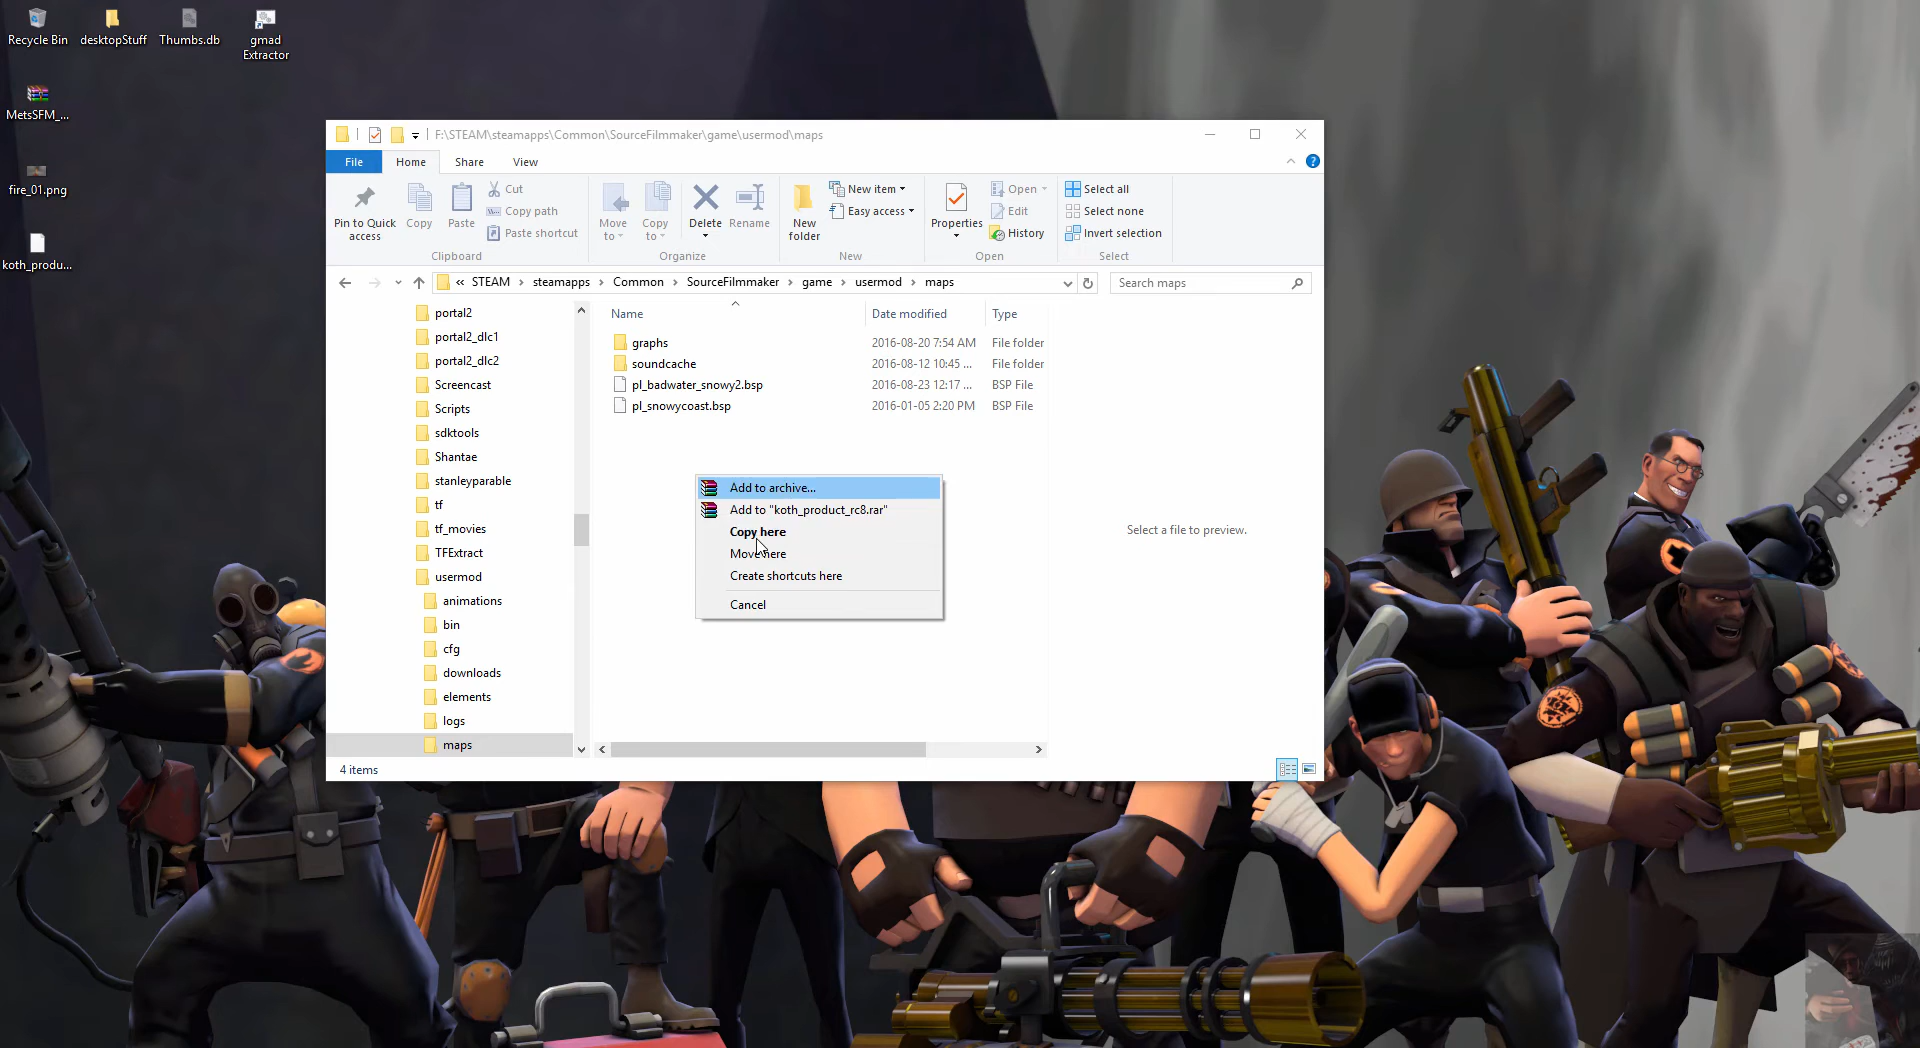 Recycle Bin
desktopStuff
Thumbs.db
gmad
Extractor
MetsSFM_...
fire_01.png
koth_produ...
F:\STEAM\steamapps\Common\SourceFilmmaker\game\usermod\maps
File
Home
Share
View
Pin to Quick
access
Copy
Paste
Cut
Copy path
Paste shortcut
Clipboard
Move
to
Copy
to
Delete
Rename
Organize
New
folder
New item
Easy access
New
Properties
Open
Edit
History
Open
Select all
Select none
Invert selection
Select
« STEAM > steamapps > Common > SourceFilmmaker > game > usermod > maps
Search maps
portal2
portal2_dlc1
portal2_dlc2
Screencast
Scripts
sdktools
Shantae
stanleyparable
tf
tf_movies
TFExtract
usermod
animations
bin
cfg
downloads
elements
logs
maps
Name Date modified Type
graphs 2016-08-20 7:54 AM File folder
soundcache 2016-08-12 10:45 ... File folder
pl_badwater_snowy2.bsp 2016-08-23 12:17 ... BSP File
pl_snowycoast.bsp 2016-01-05 2:20 PM BSP File
Add to archive...
Add to "koth_product_rc8.rar"
Copy here
Move here
Create shortcuts here
Cancel
Select a file to preview.
4 items